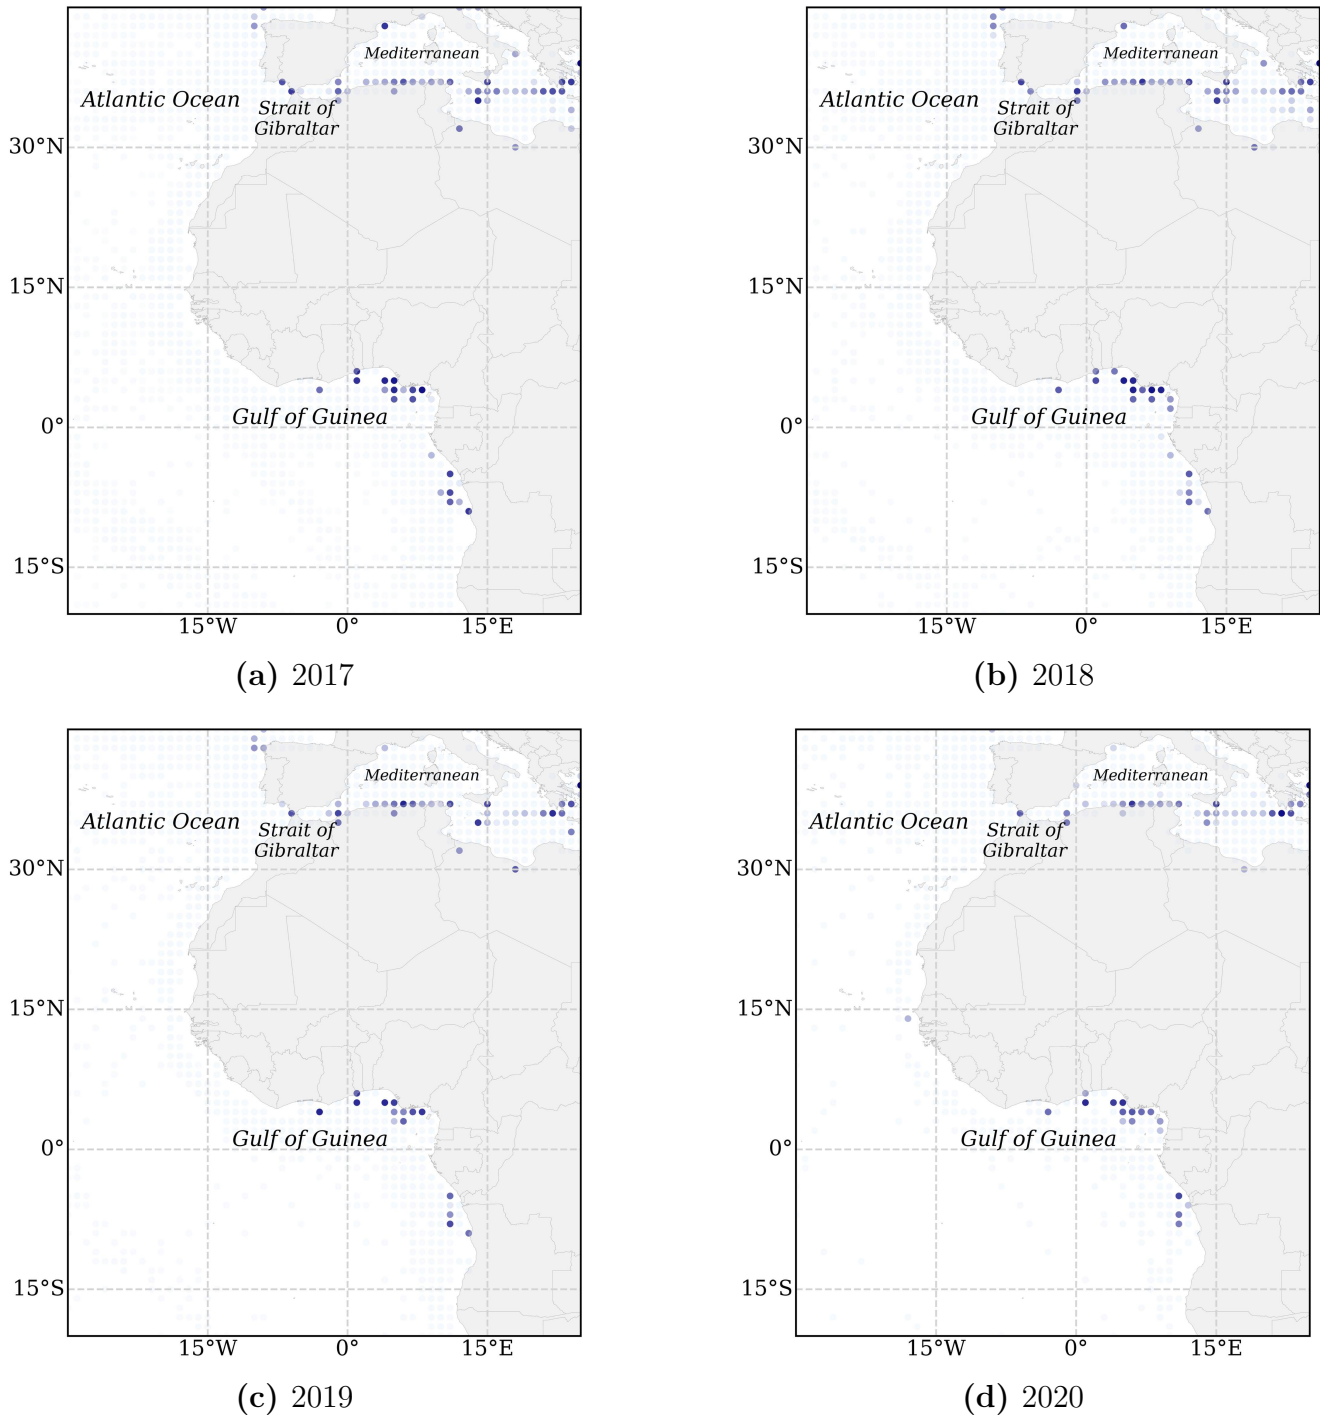 Mediterranean
Atlantic Ocean
Strait of
Gibraltar
30°N
15°N
Gulf of Guinea
0°
15°S
15°W 0° 15°E
(a) 2017
Mediterranean
Atlantic Ocean
Strait of
Gibraltar
30°N
15°N
Gulf of Guinea
0°
15°S
15°W 0° 15°E
(b) 2018
Mediterranean
Atlantic Ocean
Strait of
Gibraltar
30°N
15°N
Gulf of Guinea
0°
15°S
15°W 0° 15°E
(c) 2019
Mediterranean
Atlantic Ocean
Strait of
Gibraltar
30°N
15°N
Gulf of Guinea
0°
15°S
15°W 0° 15°E
(d) 2020